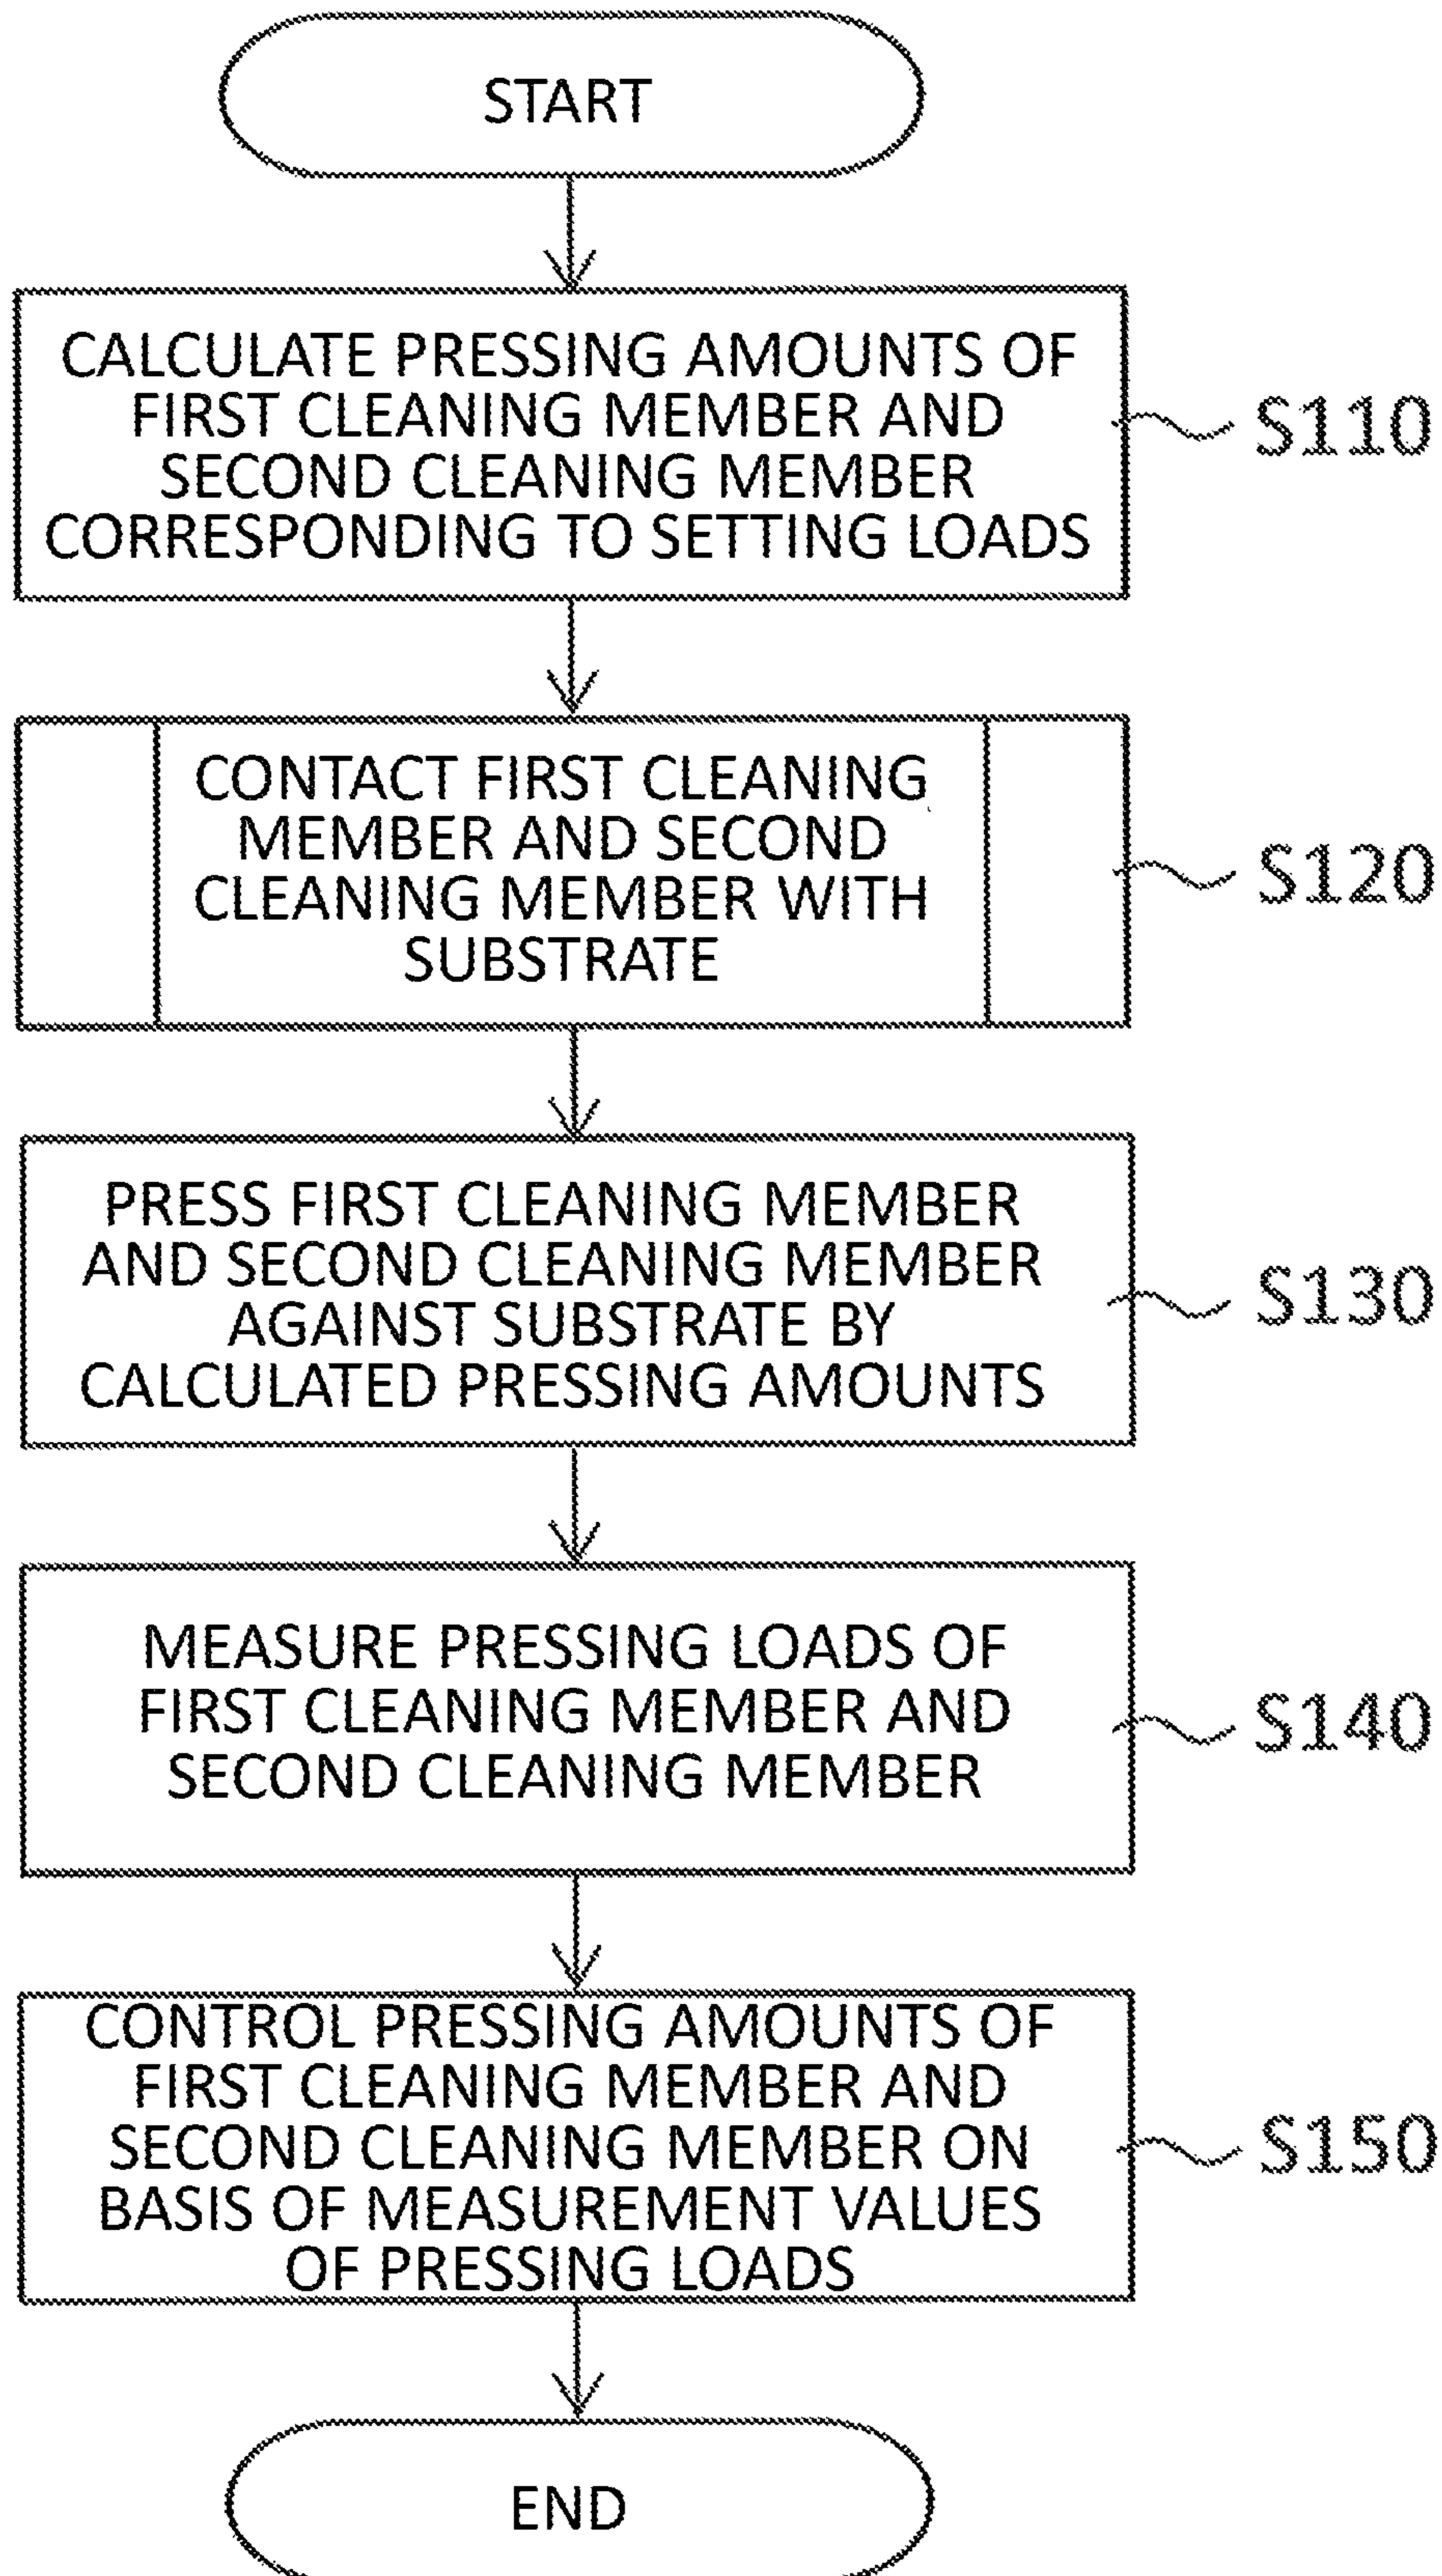 START
CALCULATE PRESSING AMOUNTS OF
FIRST CLEANING MEMBER AND
SECOND CLEANING MEMBER
CORRESPONDING TO SETTING LOADS
S110
CONTACT FIRST CLEANING
MEMBER AND SECOND
CLEANING MEMBER WITH
SUBSTRATE
S120
PRESS FIRST CLEANING MEMBER
AND SECOND CLEANING MEMBER
AGAINST SUBSTRATE BY
CALCULATED PRESSING AMOUNTS
S130
MEASURE PRESSING LOADS OF
FIRST CLEANING MEMBER AND
SECOND CLEANING MEMBER
S140
CONTROL PRESSING AMOUNTS OF
FIRST CLEANING MEMBER AND
SECOND CLEANING MEMBER ON
BASIS OF MEASUREMENT VALUES
OF PRESSING LOADS
S150
END